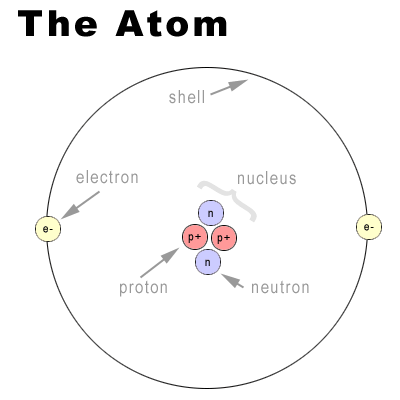 The Atom
shell
electron
nucleus
n
e-
p+ p+
e-
n
proton
neutron